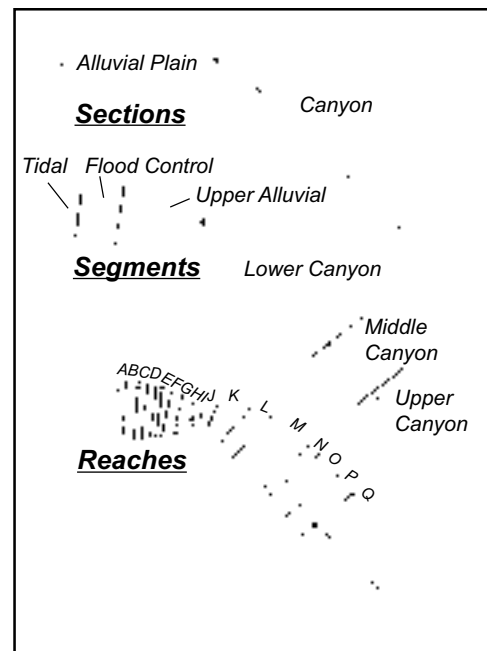 Alluvial Plain
Canyon
Sections
Tidal Flood Control
Upper Alluvial
Segments
Lower Canyon
Middle
Canyon
Upper
Canyon
ABCDEFGHIJ K L M N O P Q
Reaches